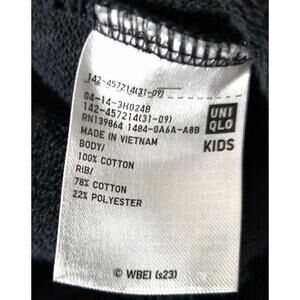 142-457214(31-09)
04-14-3H024B
142-457214(31-09)
RN139864 1484-0A6A-A8B
MADE IN VIETNAM
BODY/
100% COTTON
RIB/
78% COTTON
22% POLYESTER
UNI
QLO
KIDS
© WBEI (s23)